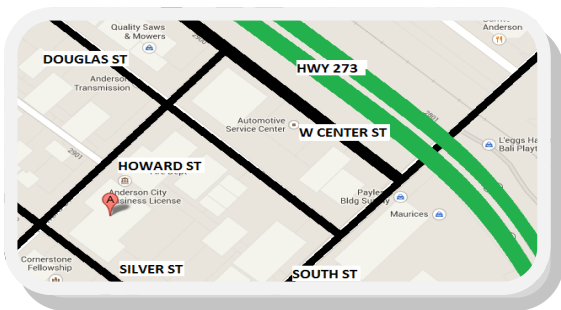 Quality Saws
& Mowers
Anderson
DOUGLAS ST
HWY 273
Anderson
Transmission
2901
Automotive
Service Center
W CENTER ST
L'eggs Ha
Bali Playt
2901
HOWARD ST
Anderson City
Business License
Payless
Bldg Supply
Maurices
A
Cornerstone
Fellowship
SILVER ST
SOUTH ST